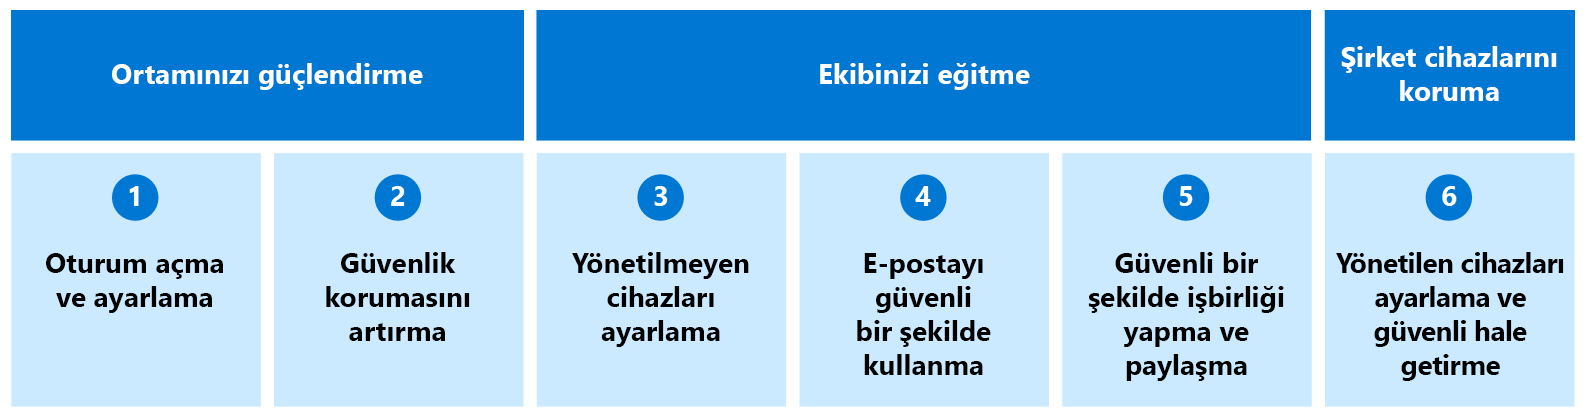 Ortamınızı güçlendirme
Ekibinizi eğitme
Şirket cihazlarını
koruma
1
Oturum açma
ve ayarlama
2
Güvenlik
korumasını
artırma
3
Yönetilmeyen
cihazları
ayarlama
4
E-postayı
güvenli
bir şekilde
kullanma
5
Güvenli bir
şekilde işbirliği
yapma ve
paylaşma
6
Yönetilen cihazları
ayarlama ve
güvenli hale
getirme